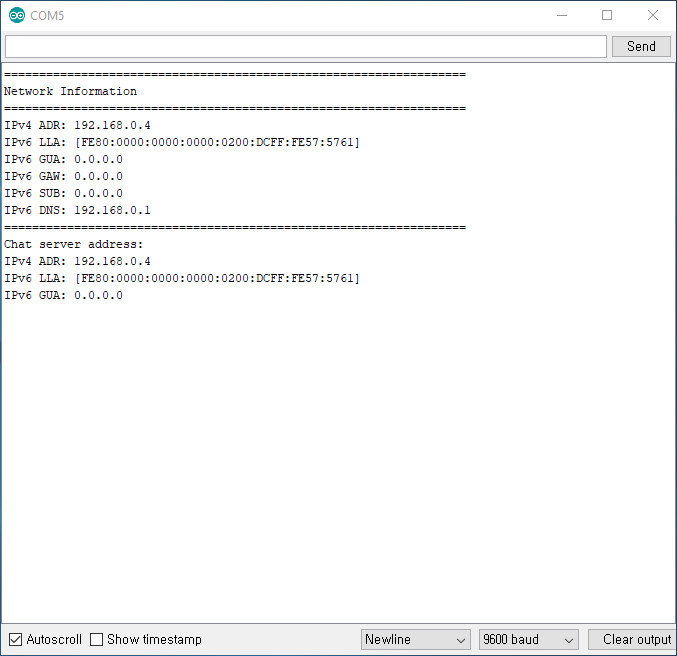 COM5
Send
==================================================================
Network Information
==================================================================
IPv4 ADR: 192.168.0.4
IPv6 LLA: [FE80:0000:0000:0000:0200:DCFF:FE57:5761]
IPv6 GUA: 0.0.0.0
IPv6 GAW: 0.0.0.0
IPv6 SUB: 0.0.0.0
IPv6 DNS: 192.168.0.1
==================================================================
Chat server address:
IPv4 ADR: 192.168.0.4
IPv6 LLA: [FE80:0000:0000:0000:0200:DCFF:FE57:5761]
IPv6 GUA: 0.0.0.0
Autoscroll Show timestamp Newline 9600 baud Clear output